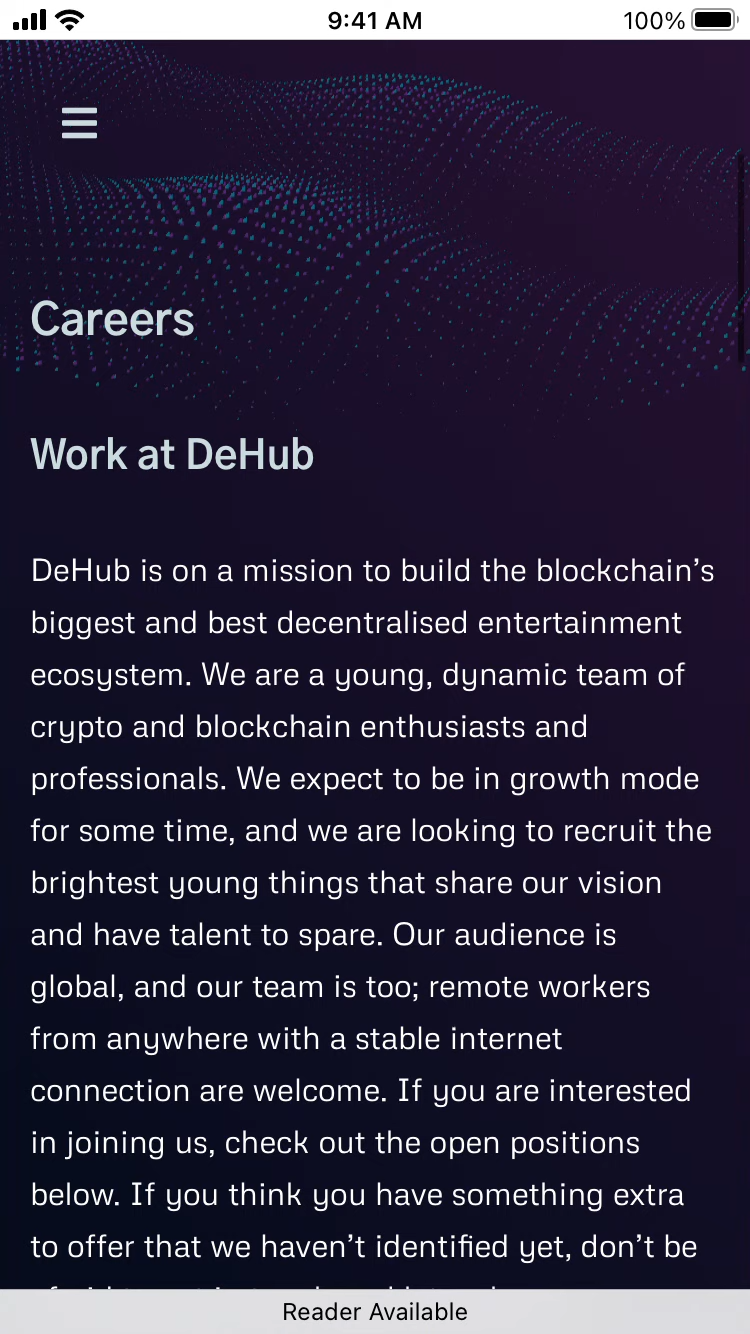 9:41 AM
100%
Careers
Work at DeHub
DeHub is on a mission to build the blockchain’s
biggest and best decentralised entertainment
ecosystem. We are a young, dynamic team of
crypto and blockchain enthusiasts and
professionals. We expect to be in growth mode
for some time, and we are looking to recruit the
brightest young things that share our vision
and have talent to spare. Our audience is
global, and our team is too; remote workers
from anywhere with a stable internet
connection are welcome. If you are interested
in joining us, check out the open positions
below. If you think you have something extra
to offer that we haven’t identified yet, don’t be
Reader Available